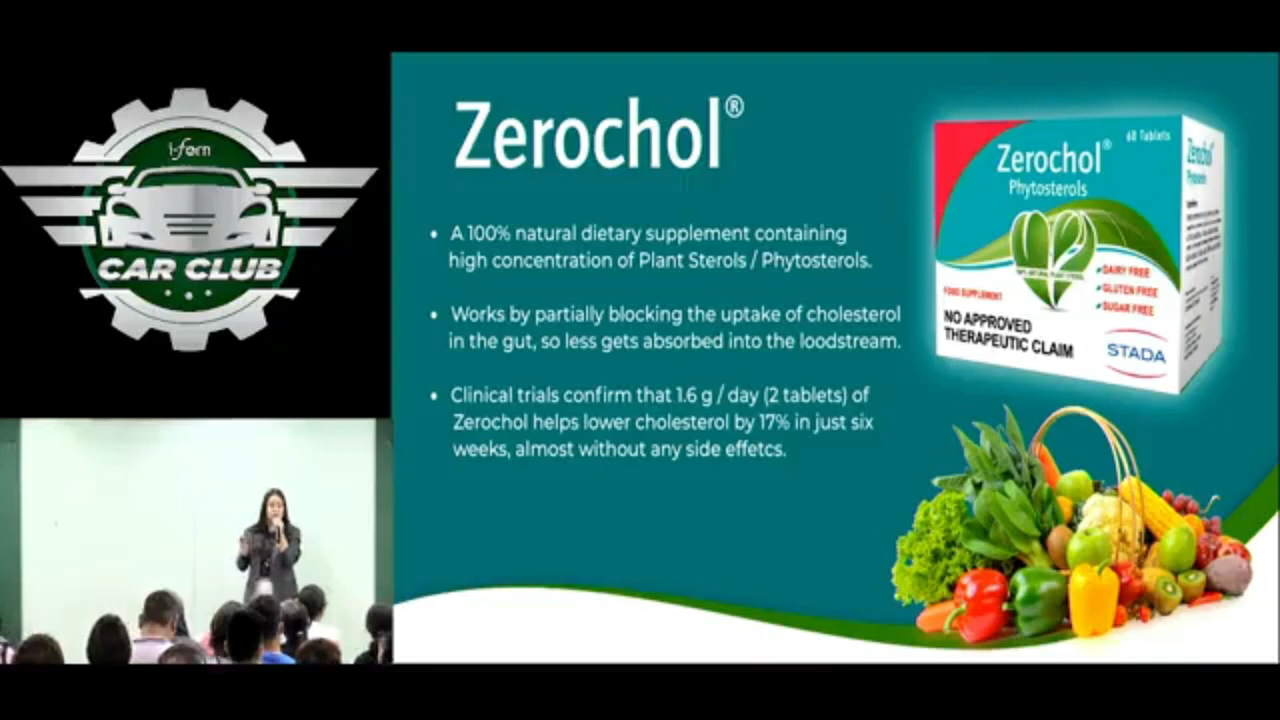 i-fern
CAR CLUB
Zerochol®
• A 100% natural dietary supplement containing
high concentration of Plant Sterols / Phytosterols.
• Works by partially blocking the uptake of cholesterol
in the gut, so less gets absorbed into the loodstream.
• Clinical trials confirm that 1.6 g / day (2 tablets) of
Zerochol helps lower cholesterol by 17% in just six
weeks, almost without any side effetcs.
60 Tablets
Zerochol®
Phytosterols
DAIRY FREE
GLUTEN FREE
SUGAR FREE
FOOD SUPPLEMENT
NO APPROVED
THERAPEUTIC CLAIM
STADA
Zerochol®